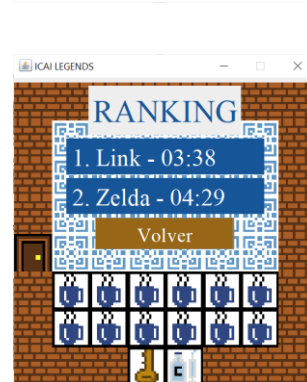 ICAI LEGENDS
RANKING
1. Link - 03:38
2. Zelda - 04:29
Volver
C